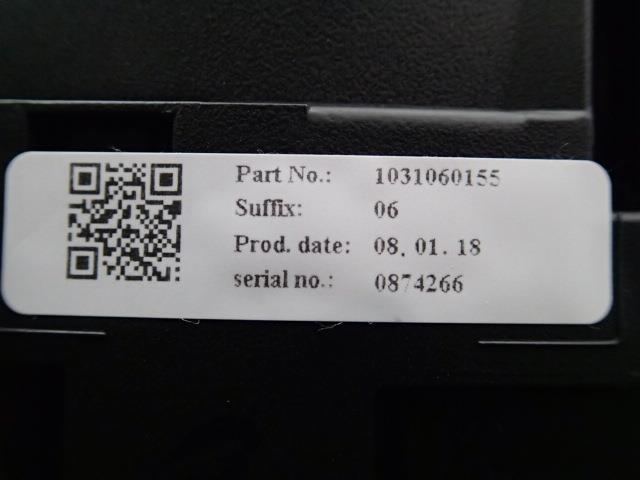 Part No.: 1031060155
Suffix: 06
Prod. date: 08. 01. 18
serial no.: 0874266